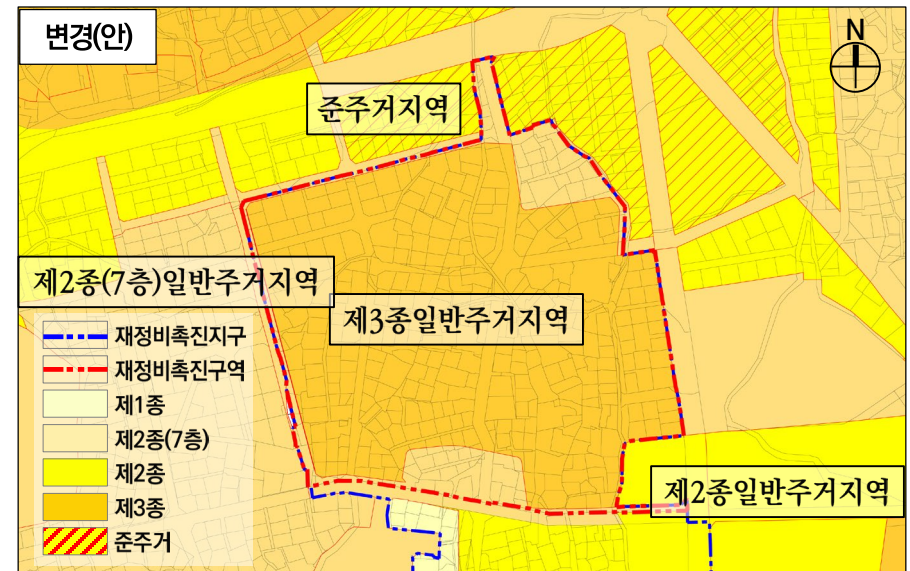 변경(안)
N
준주거지역
제2종(7층)일반주거지역
제3종일반주거지역
재정비촉진지구
재정비촉진구역
제1종
제2종(7층)
제2종
제3종
준주거
제2종일반주거지역